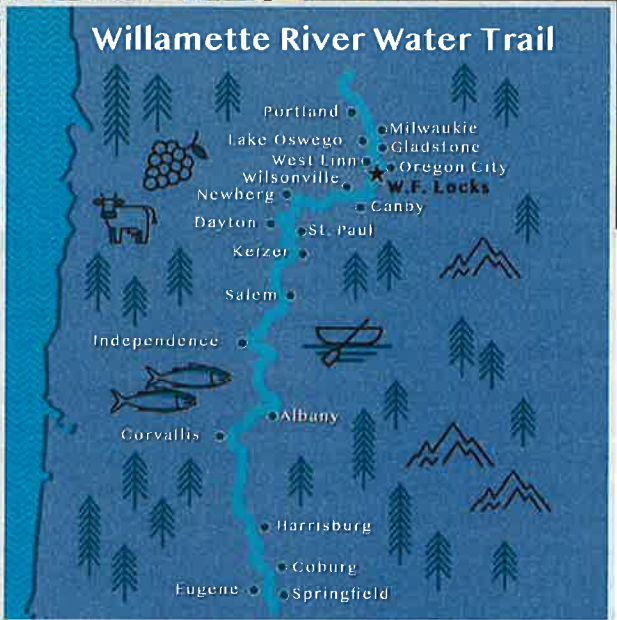 Willamette River Water Trail
Portland
Milwaukie
Lake Oswego
Gladstone
West Linn
Oregon City
Wilsonville
W.F. Locks
Newberg
Canby
Dayton
St. Paul
Keizer
Salem
Independence
Albany
Corvallis
Harrisburg
Coburg
Eugene
Springfield